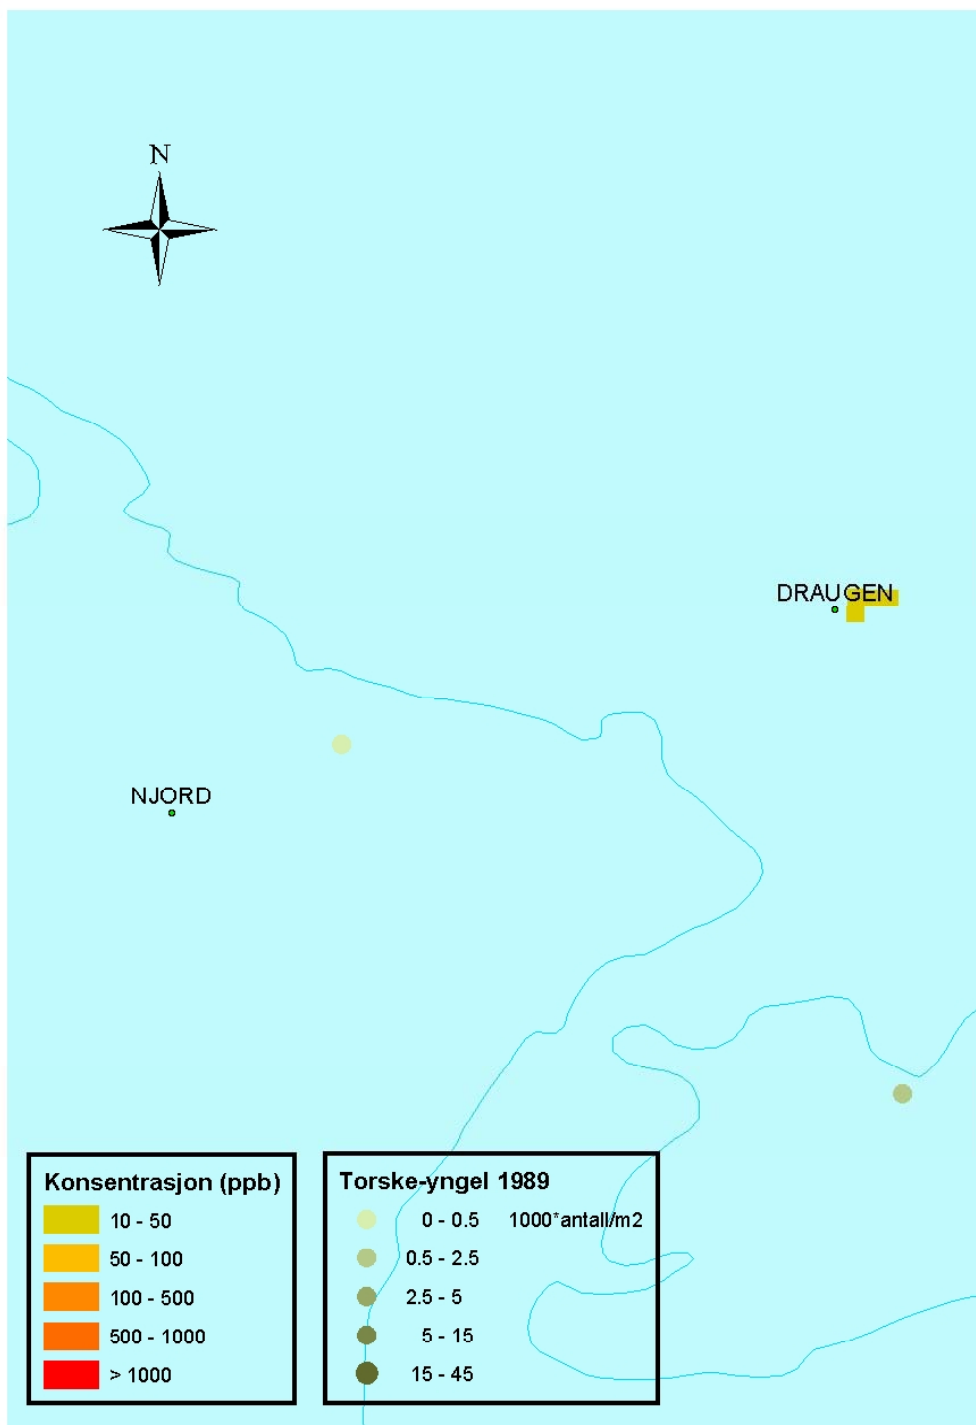 N
DRAUGEN
NJORD
Konsentrasjon (ppb)
10 - 50
50 - 100
100 - 500
500 - 1000
> 1000
Torske-yngel 1989
0 - 0.5 1000*antall/m2
0.5 - 2.5
2.5 - 5
5 - 15
15 - 45